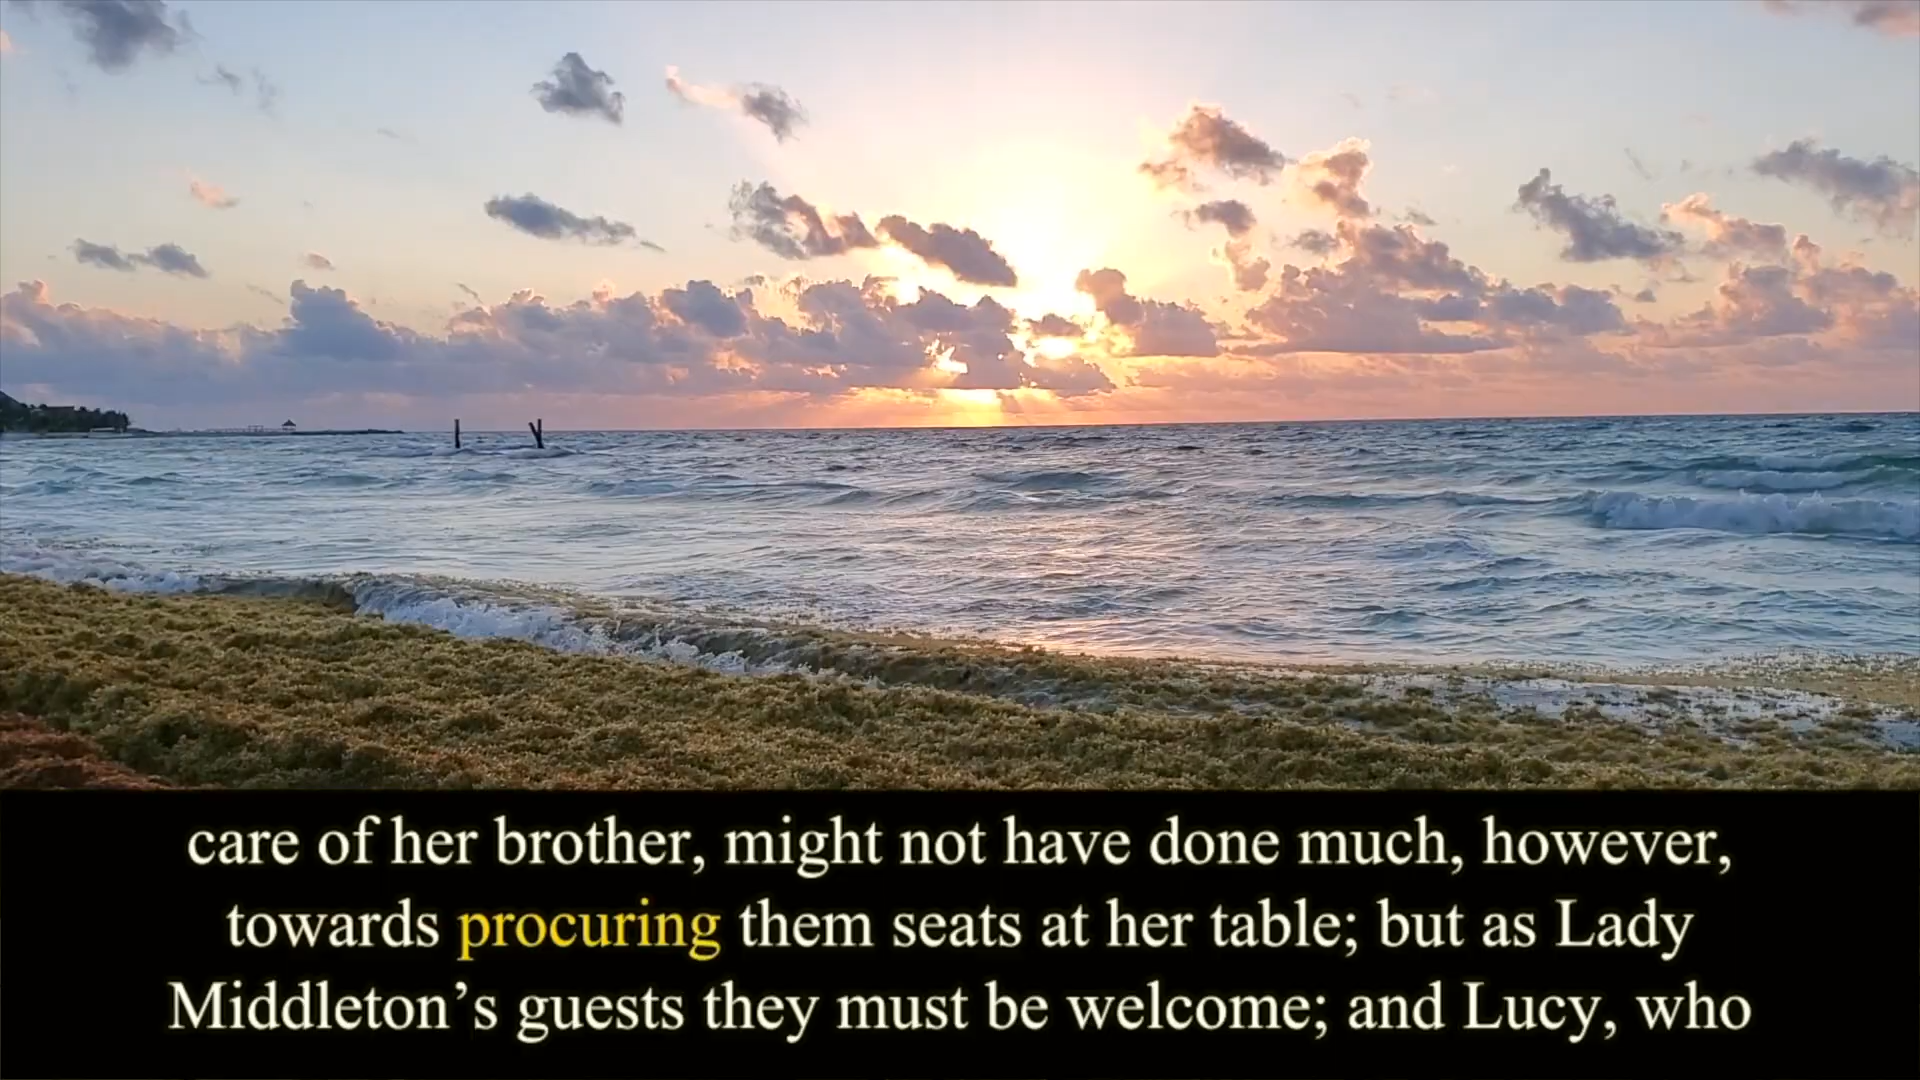 care of her brother, might not have done much, however,
towards procuring them seats at her table; but as Lady
Middleton’s guests they must be welcome; and Lucy, who